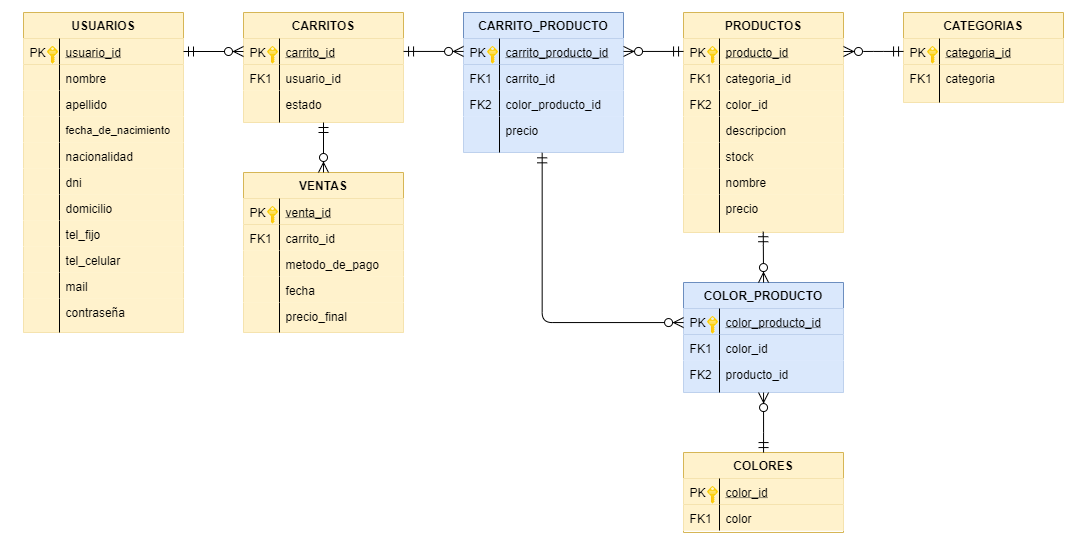 USUARIOS
PK usuario_id
nombre
apellido
fecha_de_nacimiento
nacionalidad
dni
domicilio
tel_fijo
tel_celular
mail
contraseña
CARRITOS
PK carrito_id
FK1 usuario_id
estado
VENTAS
PK venta_id
FK1 carrito_id
metodo_de_pago
fecha
precio_final
CARRITO_PRODUCTO
PK carrito_producto_id
FK1 carrito_id
FK2 color_producto_id
precio
PRODUCTOS
PK producto_id
FK1 categoria_id
FK2 color_id
descripcion
stock
nombre
precio
COLOR_PRODUCTO
PK color_producto_id
FK1 color_id
FK2 producto_id
COLORES
PK color_id
FK1 color
CATEGORIAS
PK categoria_id
FK1 categoria